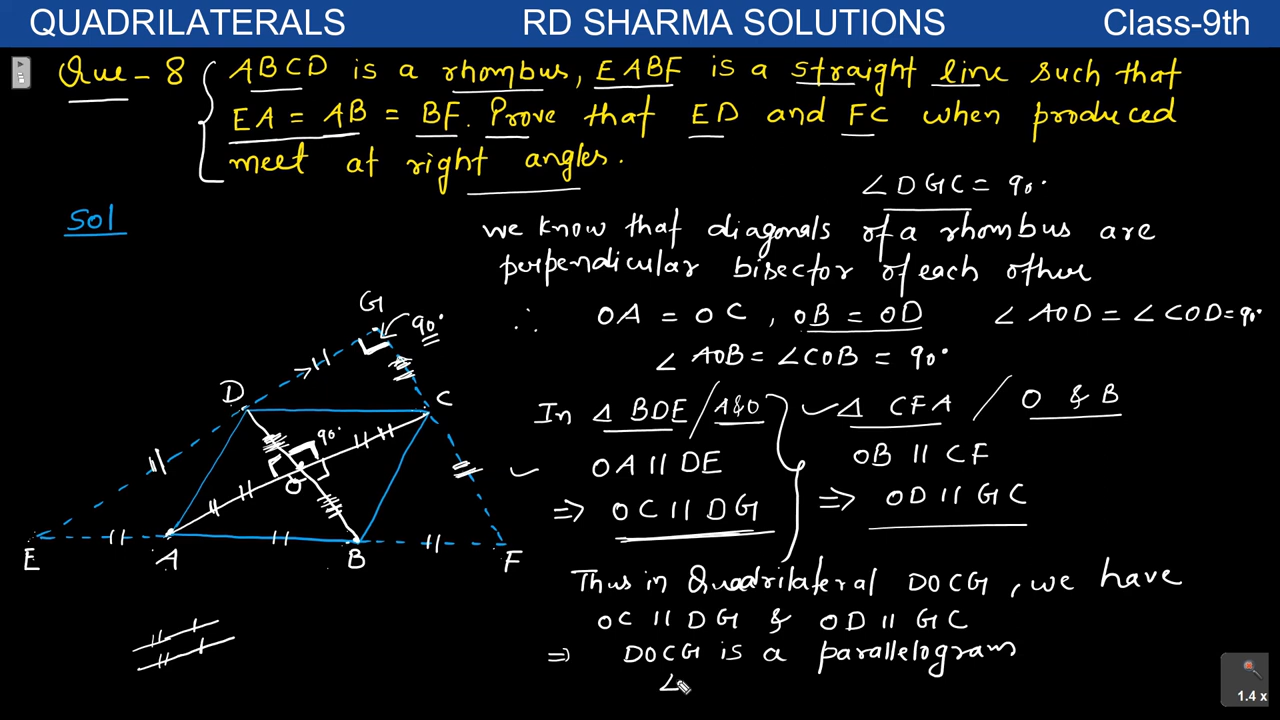 QUADRILATERALS RD SHARMA SOLUTIONS Class-9th
Que - 8 ABCD is a rhombus, EABF is a straight line such that
EA = AB = BF. Prove that ED and FC when produced
meet at right angles.
∠DGC = 90°
Sol
we know that diagonals of a rhombus are
perpendicular bisector of each other
∴ OA = OC, OB = OD ∠AOD = ∠COD = 90°
∠AOB = ∠COB = 90°
In Δ BDE / A&O Δ CFA / O & B
OA || DE OB || CF
⇒ OC || DG ⇒ OD || GC
Thus in Quadrilateral DOCG, we have
OC || DG & OD || GC
⇒ DOCG is a parallelogram
∠
G
90°
D
C
90°
O
E A B F
1.4 x